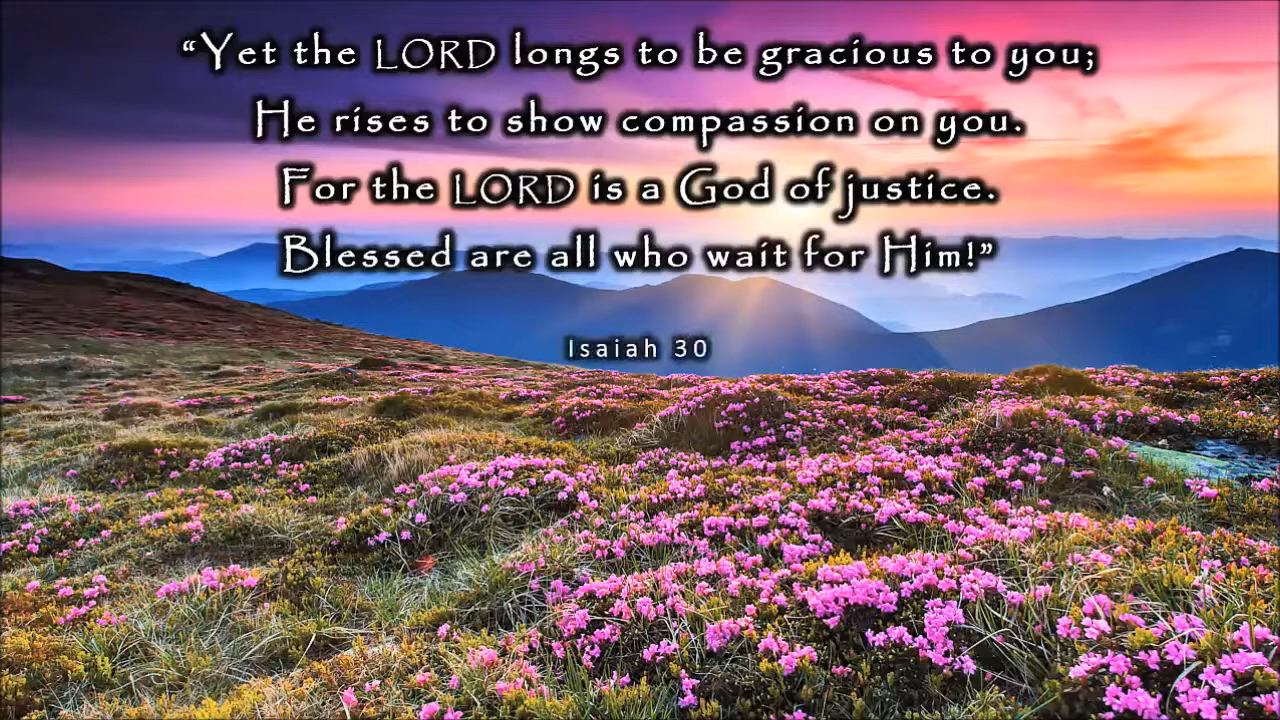 “Yet the LORD longs to be gracious to you;
He rises to show compassion on you.
For the LORD is a God of justice.
Blessed are all who wait for Him!”
Isaiah 30